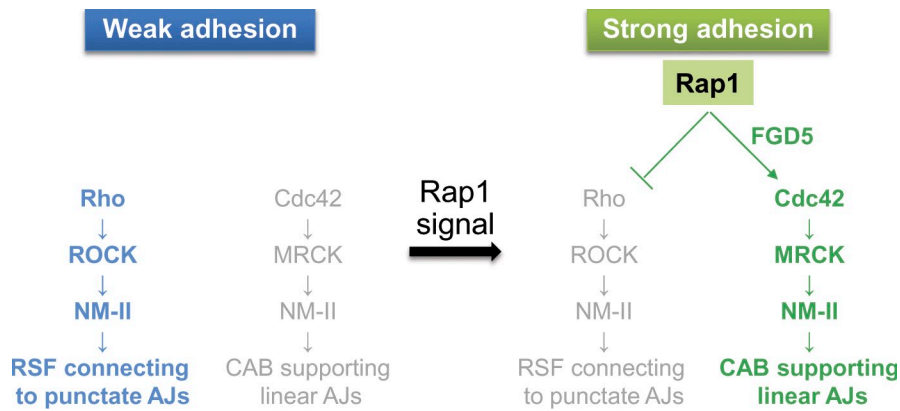 Weak adhesion
Strong adhesion
Rap1
FGD5
Rho
↓
ROCK
↓
NM-II
↓
RSF connecting
to punctate AJs
Cdc42
↓
MRCK
↓
NM-II
↓
CAB supporting
linear AJs
Rap1
signal
Rho
↓
ROCK
↓
NM-II
↓
RSF connecting
to punctate AJs
Cdc42
↓
MRCK
↓
NM-II
↓
CAB supporting
linear AJs